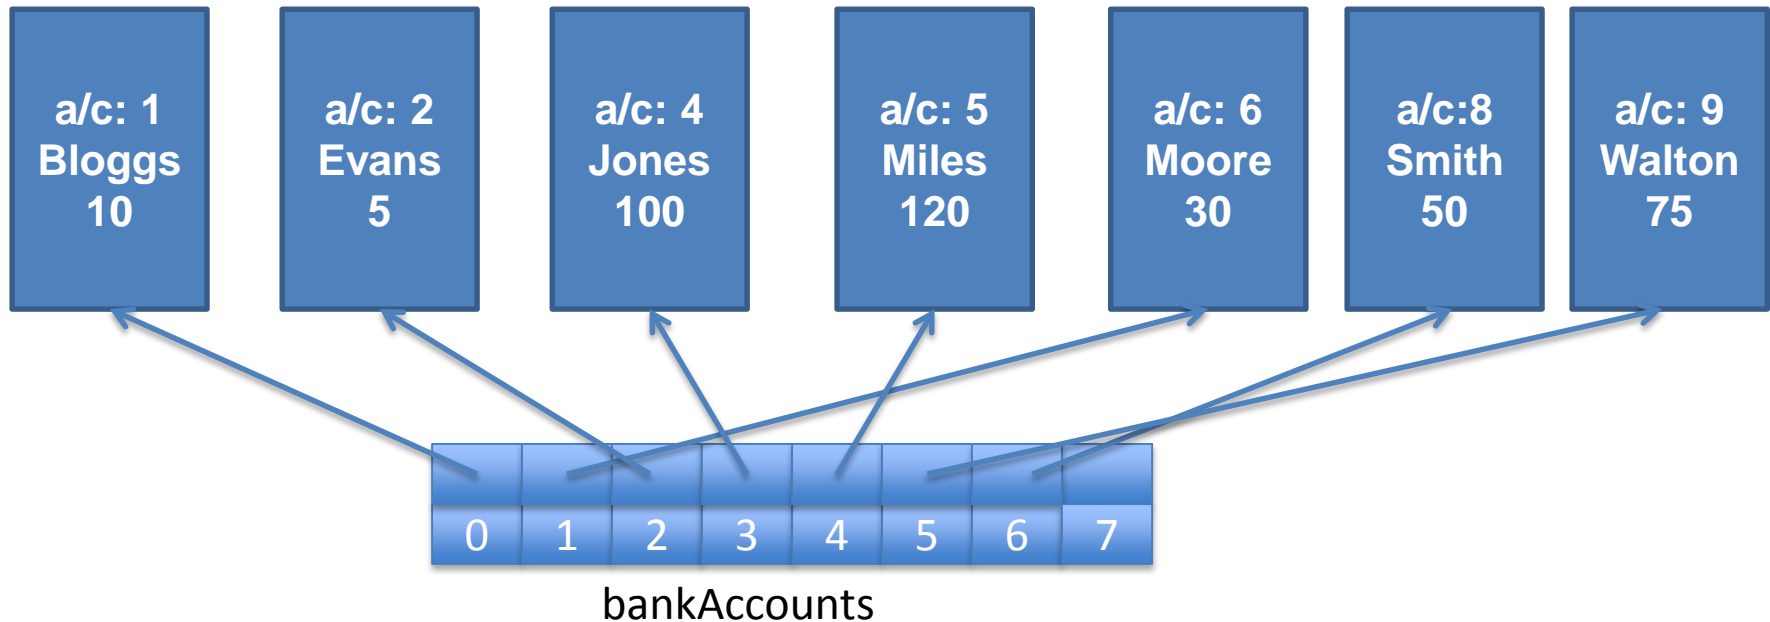 a/c: 1
Bloggs
10
a/c: 2
Evans
5
a/c: 4
Jones
100
a/c: 5
Miles
120
a/c: 6
Moore
30
a/c:8
Smith
50
a/c: 9
Walton
75
0 1 2 3 4 5 6 7
bankAccounts